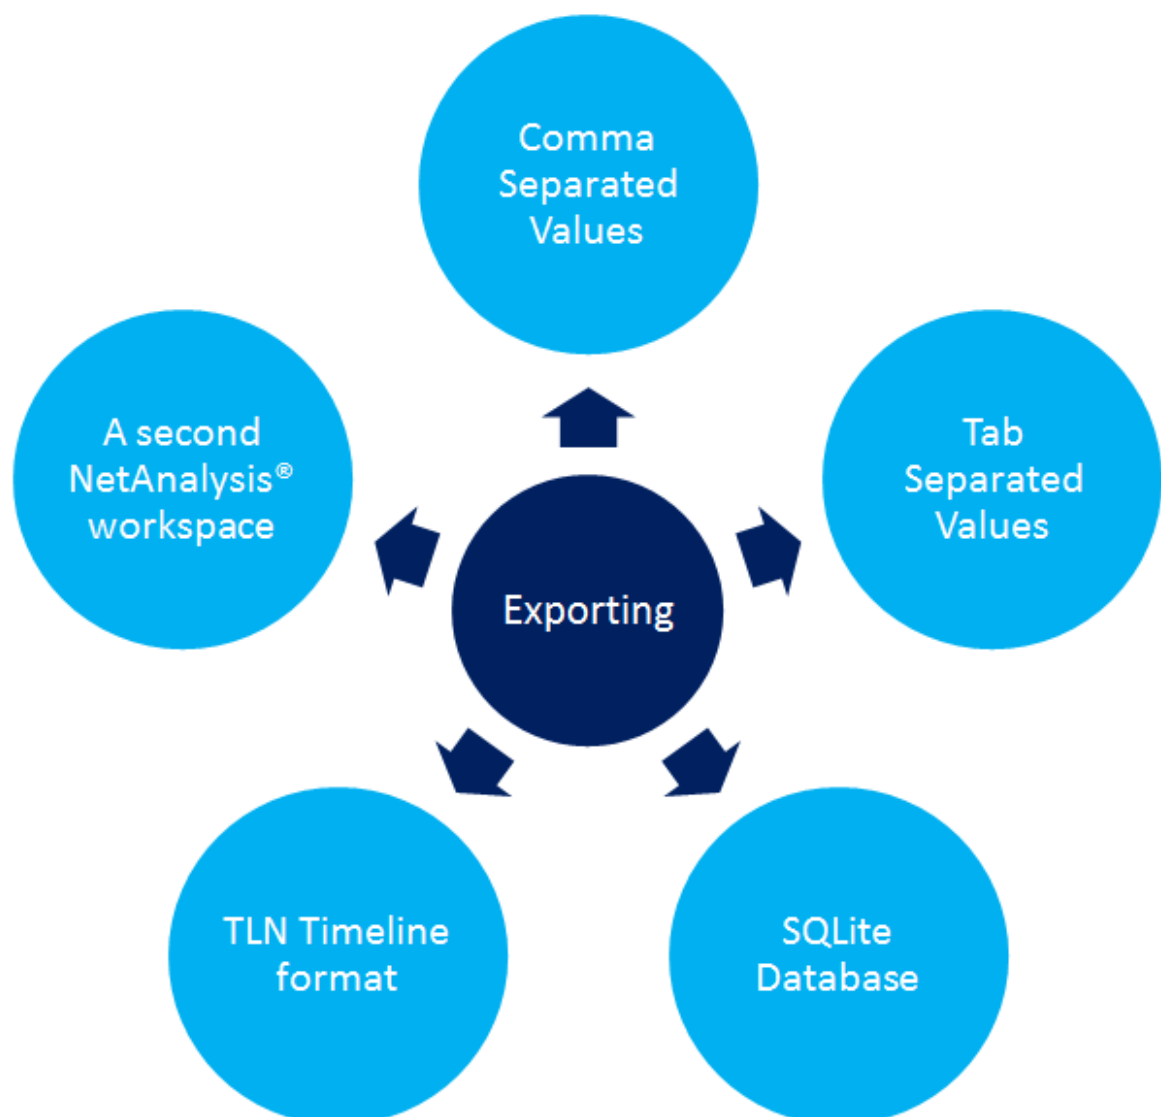 Comma
Separated
Values
A second
NetAnalysis®
workspace
Tab
Separated
Values
Exporting
TLN Timeline
format
SQLite
Database